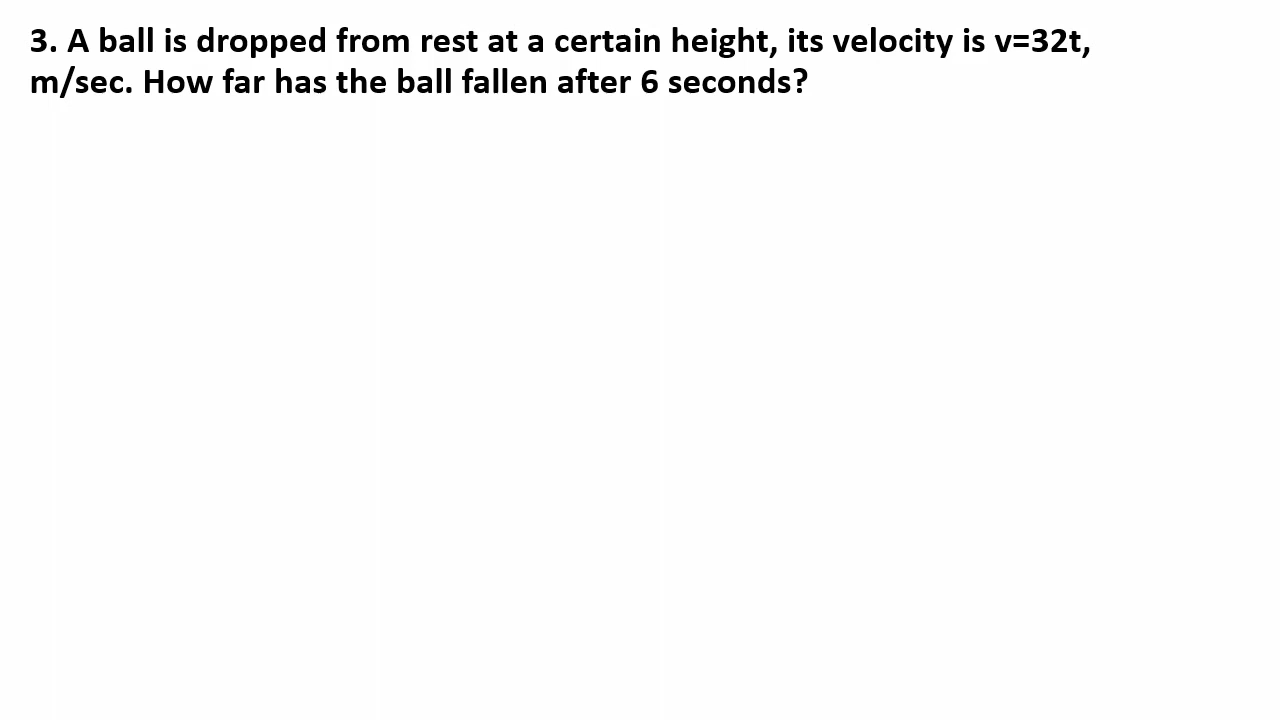 3. A ball is dropped from rest at a certain height, its velocity is v=32t,
m/sec. How far has the ball fallen after 6 seconds?